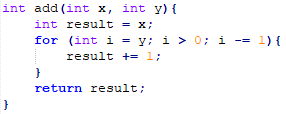 int add(int x, int y){
    int result = x;
    for (int i = y; i > 0; i -= 1){
        result += 1;
    }
    return result;
}